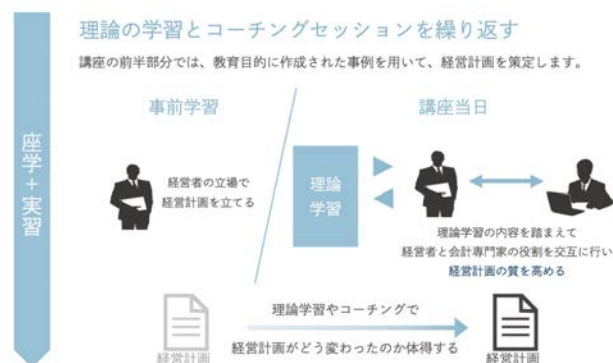 座学+実習
理論の学習とコーチングセッションを繰り返す
講座の前半部分では、教育目的に作成された事例を用いて、経営計画を策定します。
事前学習
経営者の立場で
経営計画を立てる
講座当日
理論
学習
理論学習の内容を踏まえて
経営者と会計専門家の役割を交互に行い
経営計画の質を高める
経営計画
理論学習やコーチングで
経営計画がどう変わったのか体得する
経営計画